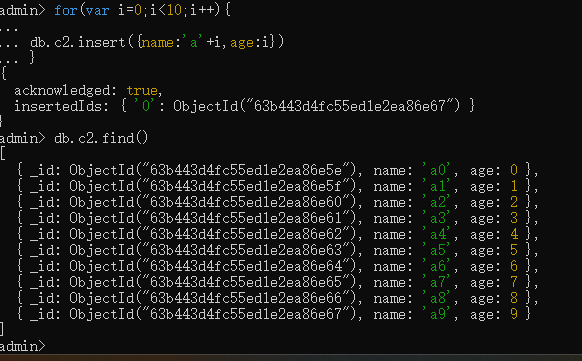 admin> for(var i=0;i<10;i++){
...
... db.c2.insert({name:'a'+i,age:i})
... }
{
  acknowledged: true,
  insertedIds: { '0': ObjectId("63b443d4fc55ed1e2ea86e67") }
}
admin> db.c2.find()
[
  { _id: ObjectId("63b443d4fc55ed1e2ea86e5e"), name: 'a0', age: 0 },
  { _id: ObjectId("63b443d4fc55ed1e2ea86e5f"), name: 'a1', age: 1 },
  { _id: ObjectId("63b443d4fc55ed1e2ea86e60"), name: 'a2', age: 2 },
  { _id: ObjectId("63b443d4fc55ed1e2ea86e61"), name: 'a3', age: 3 },
  { _id: ObjectId("63b443d4fc55ed1e2ea86e62"), name: 'a4', age: 4 },
  { _id: ObjectId("63b443d4fc55ed1e2ea86e63"), name: 'a5', age: 5 },
  { _id: ObjectId("63b443d4fc55ed1e2ea86e64"), name: 'a6', age: 6 },
  { _id: ObjectId("63b443d4fc55ed1e2ea86e65"), name: 'a7', age: 7 },
  { _id: ObjectId("63b443d4fc55ed1e2ea86e66"), name: 'a8', age: 8 },
  { _id: ObjectId("63b443d4fc55ed1e2ea86e67"), name: 'a9', age: 9 }
]
admin>